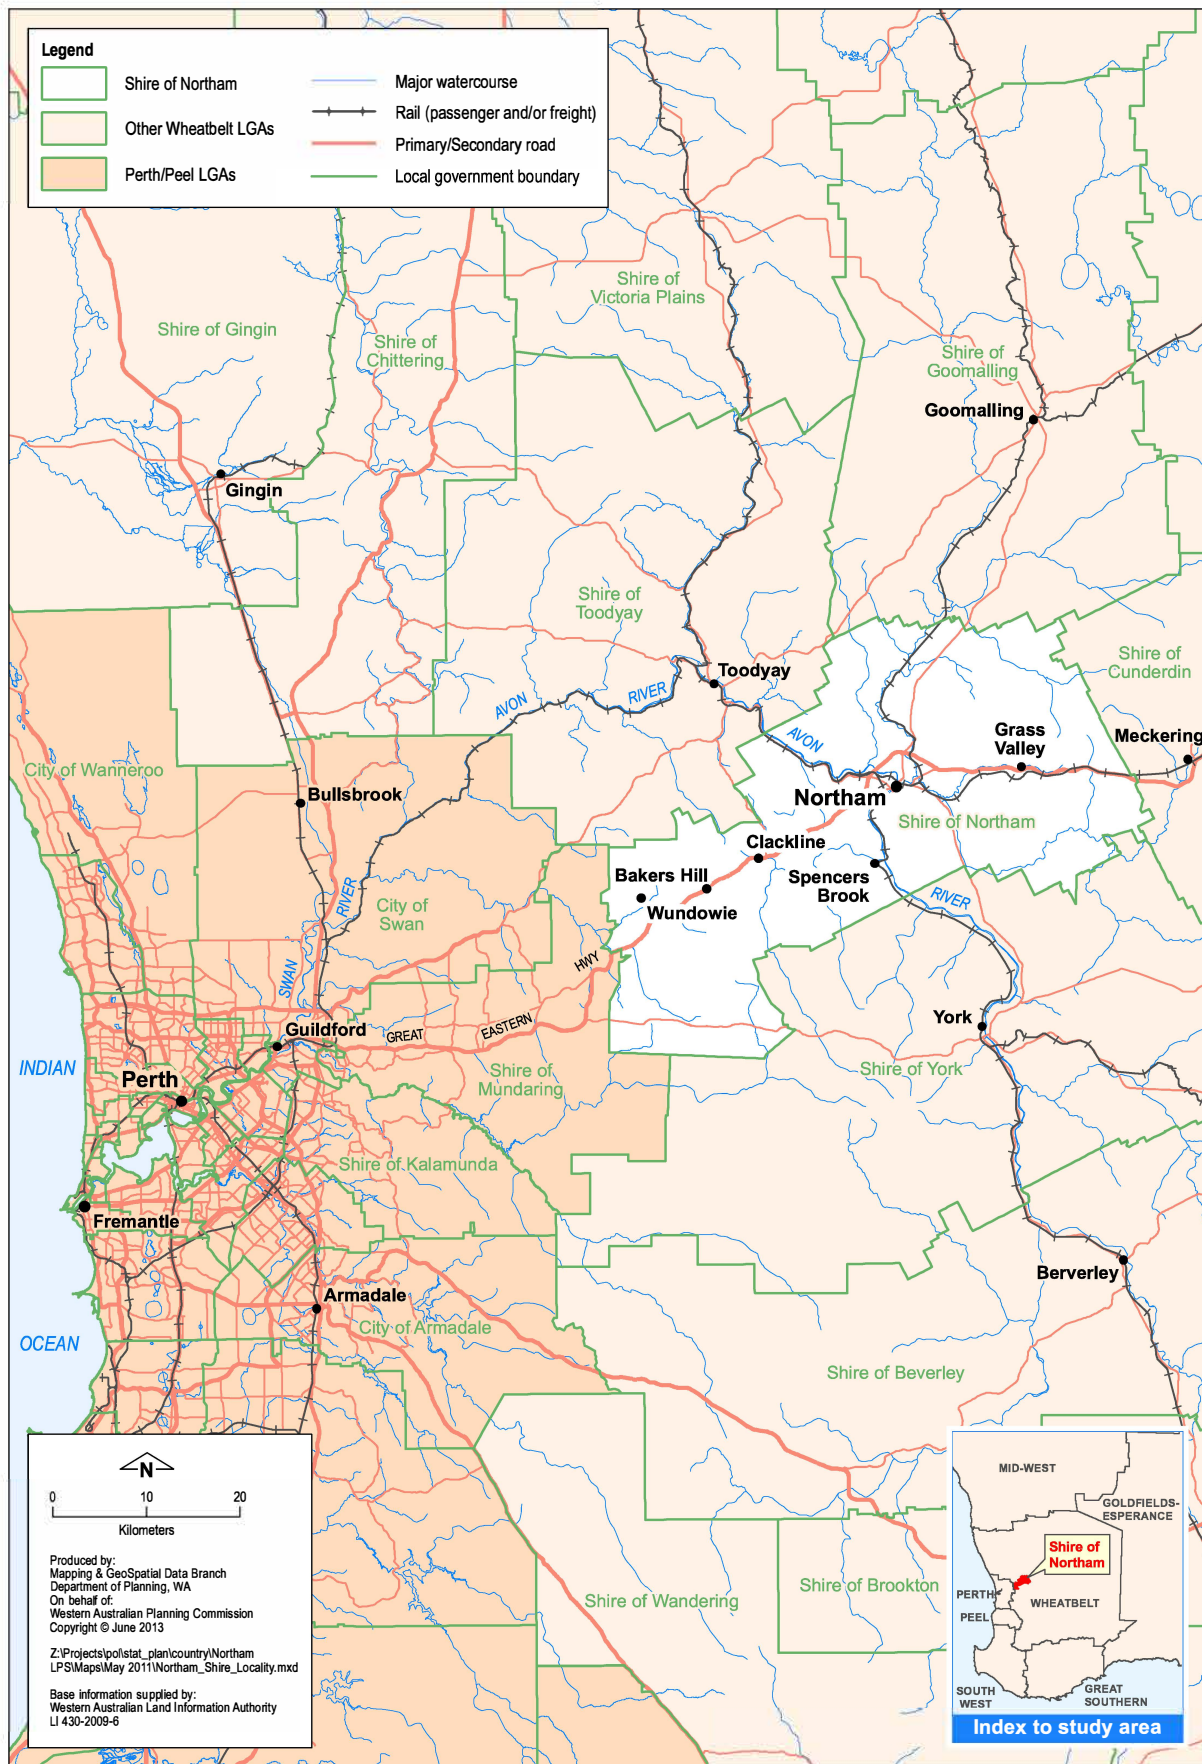 Legend
Shire of Northam
Other Wheatbelt LGAs
Perth/Peel LGAs
Major watercourse
Rail (passenger and/or freight)
Primary/Secondary road
Local government boundary
Shire of
Victoria Plains
Shire of Gingin
Shire of
Chittering
Shire of
Goomalling
Goomalling
Gingin
Shire of
Toodyay
Shire of
Cunderdin
Toodyay
AVON
RIVER
AVON
Grass
Valley
Meckering
City of Wanneroo
Bullsbrook
Northam
Shire of Northam
Clackline
Bakers Hill
Spencers
Brook
Wundowie
RIVER
RIVER
City of
Swan
HWY
SWAN
York
Guildford
GREAT
EASTERN
INDIAN
Perth
Shire of
Mundaring
Shire of York
Shire of Kalamunda
Fremantle
Berverley
Armadale
City of Armadale
OCEAN
Shire of Beverley
Shire of Wandering
Shire of Brookton
N
0 10 20
Kilometers
Produced by:
Mapping & GeoSpatial Data Branch
Department of Planning, WA
On behalf of:
Western Australian Planning Commission
Copyright © June 2013
Z:\Projects\pol\stat_plan\country\Northam
LPS\Maps\May 2011\Northam_Shire_Locality.mxd
Base information supplied by:
Western Australian Land Information Authority
LI 430-2009-6
MID-WEST
GOLDFIELDS-
ESPERANCE
Shire of
Northam
PERTH
WHEATBELT
PEEL
SOUTH
WEST
GREAT
SOUTHERN
Index to study area